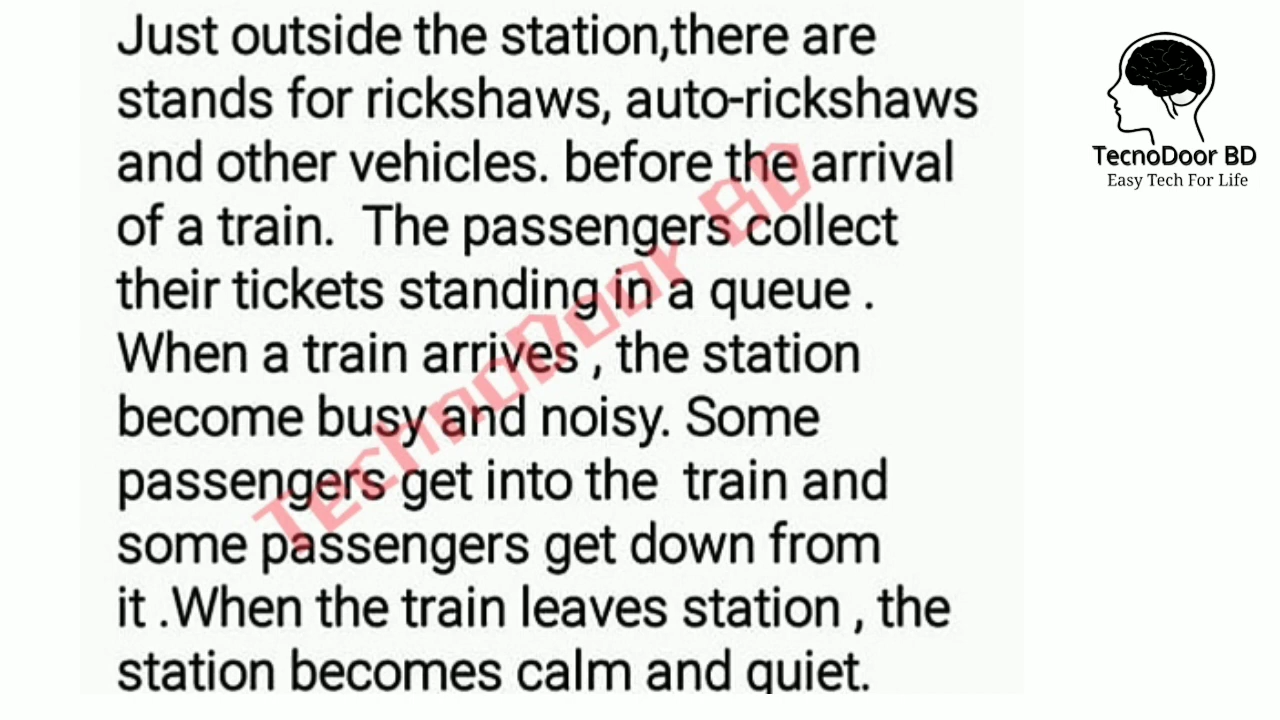 Just outside the station,there are
stands for rickshaws, auto-rickshaws
and other vehicles. before the arrival
of a train.  The passengers collect
their tickets standing in a queue .
When a train arrives , the station
become busy and noisy. Some
passengers get into the  train and
some passengers get down from
it .When the train leaves station , the
station becomes calm and quiet.
TechnoDoor BD
TecnoDoor BD
Easy Tech For Life